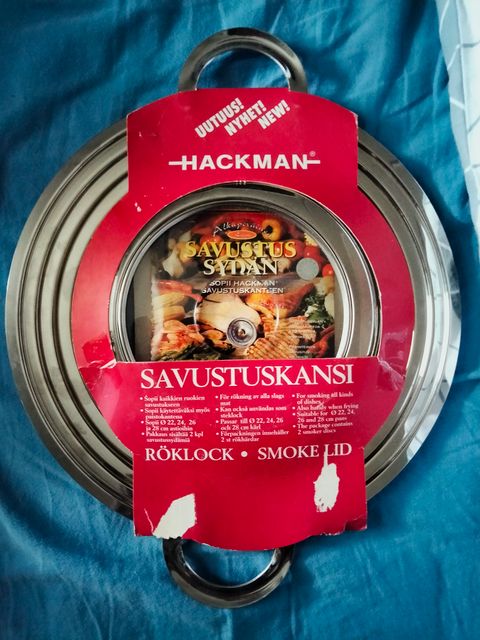 UUTUUS!
NYHET!
NEW!
HACKMAN®
Alkuperäinen
SAVUSTUS
SYDÄN
SOPII HACKMAN
SAVUSTUSKANTEEN
SAVUSTUSKANSI
• Sopii kaikkien ruokien
savustukseen
• Sopii käytettäväksi myös
paistokantena
• Sopii Ø 22, 24, 26
ja 28 cm astioihin
• Pakkaus sisältää 2 kpl
savustussydämiä
• För rökning av alla slags
mat
• Kan också användas som
steklock
• Passar till Ø 22, 24, 26
och 28 cm kärl
• Förpackningen innehåller
2 st rökhärdar
• For smoking all kinds
of dishes
• Also handy when frying
• Suitable for Ø 22, 24,
26 and 28 cm pans
• The package contains
2 smoker discs
RÖKLOCK • SMOKE LID